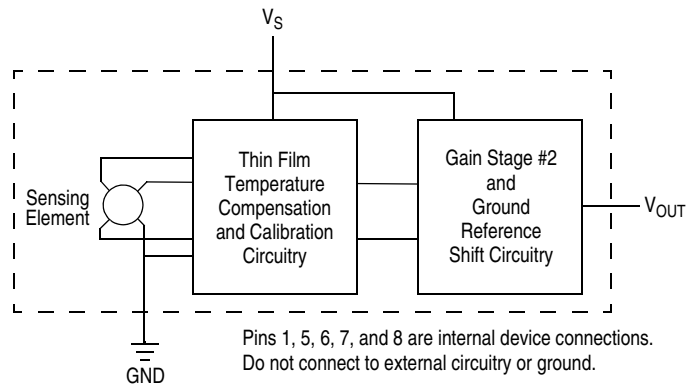 VS
Thin Film
Temperature
Compensation
and Calibration
Circuitry
Gain Stage #2
and
Ground
Reference
Shift Circuitry
Sensing
Element
VOUT
GND
Pins 1, 5, 6, 7, and 8 are internal device connections.
Do not connect to external circuitry or ground.